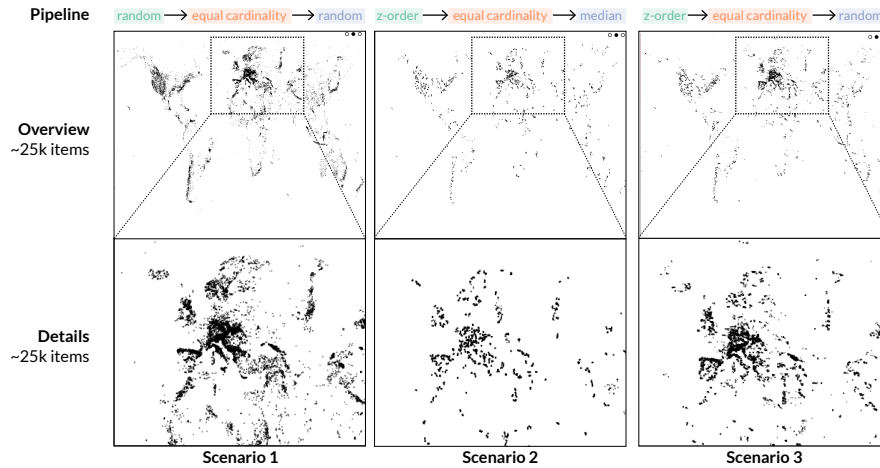 Pipeline random → equal cardinality → random z-order → equal cardinality → median z-order → equal cardinality → random
Overview
~25k items
Details
~25k items
Scenario 1 Scenario 2 Scenario 3